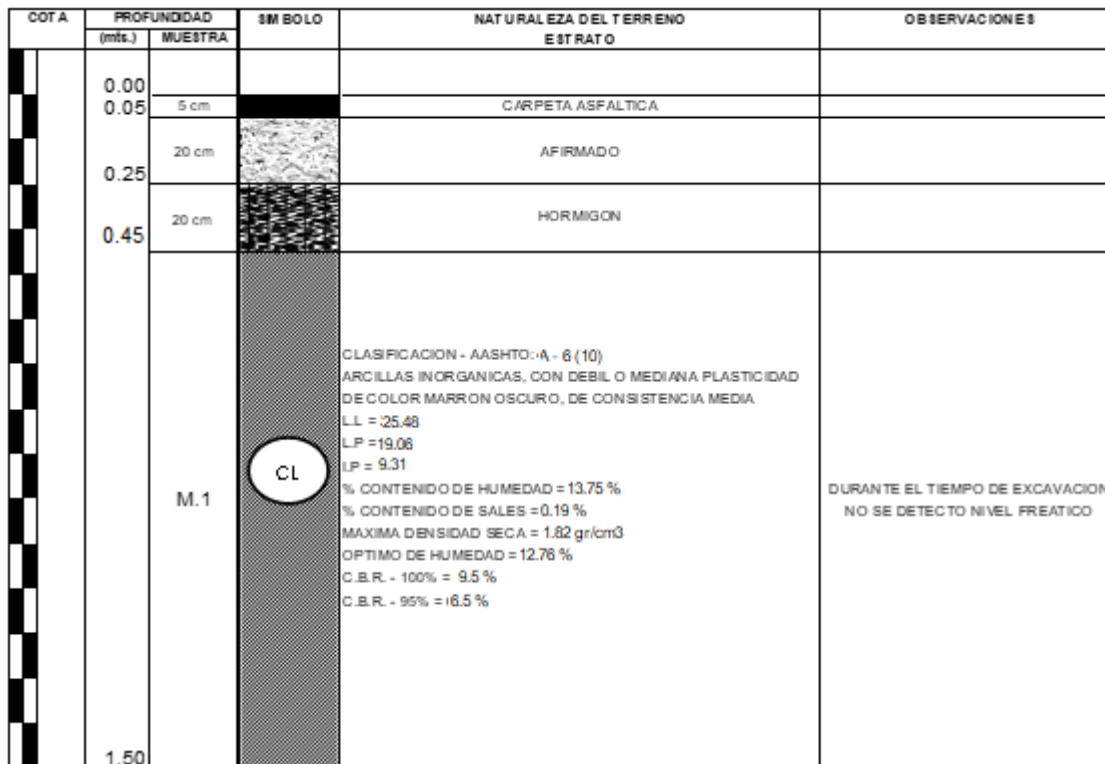 COTA PROFUNDIDAD SIMBOLO NATURALEZA DEL TERRENO OBSERVACIONES
(mts.) MUESTRA ESTRATO
0.00
0.05 5 cm CARPETA ASFALTICA
20 cm AFIRMADO
0.25
20 cm HORMIGON
0.45
CLASIFICACION - AASHTO: A - 6 (10)
ARCILLAS INORGANICAS, CON DEBIL O MEDIANA PLASTICIDAD
DE COLOR MARRON OSCURO, DE CONSISTENCIA MEDIA
L.L = 25.48
L.P =19.06
I.P = 9.31
CL
% CONTENIDO DE HUMEDAD = 13.75 %
M.1
DURANTE EL TIEMPO DE EXCAVACION
% CONTENIDO DE SALES = 0.19 %
NO SE DETECTO NIVEL FREATICO
MAXIMA DENSIDAD SECA = 1.82 gr/cm3
OPTIMO DE HUMEDAD = 12.76 %
C.B.R. - 100% = 9.5 %
C.B.R. - 95% = 6.5 %
1.50